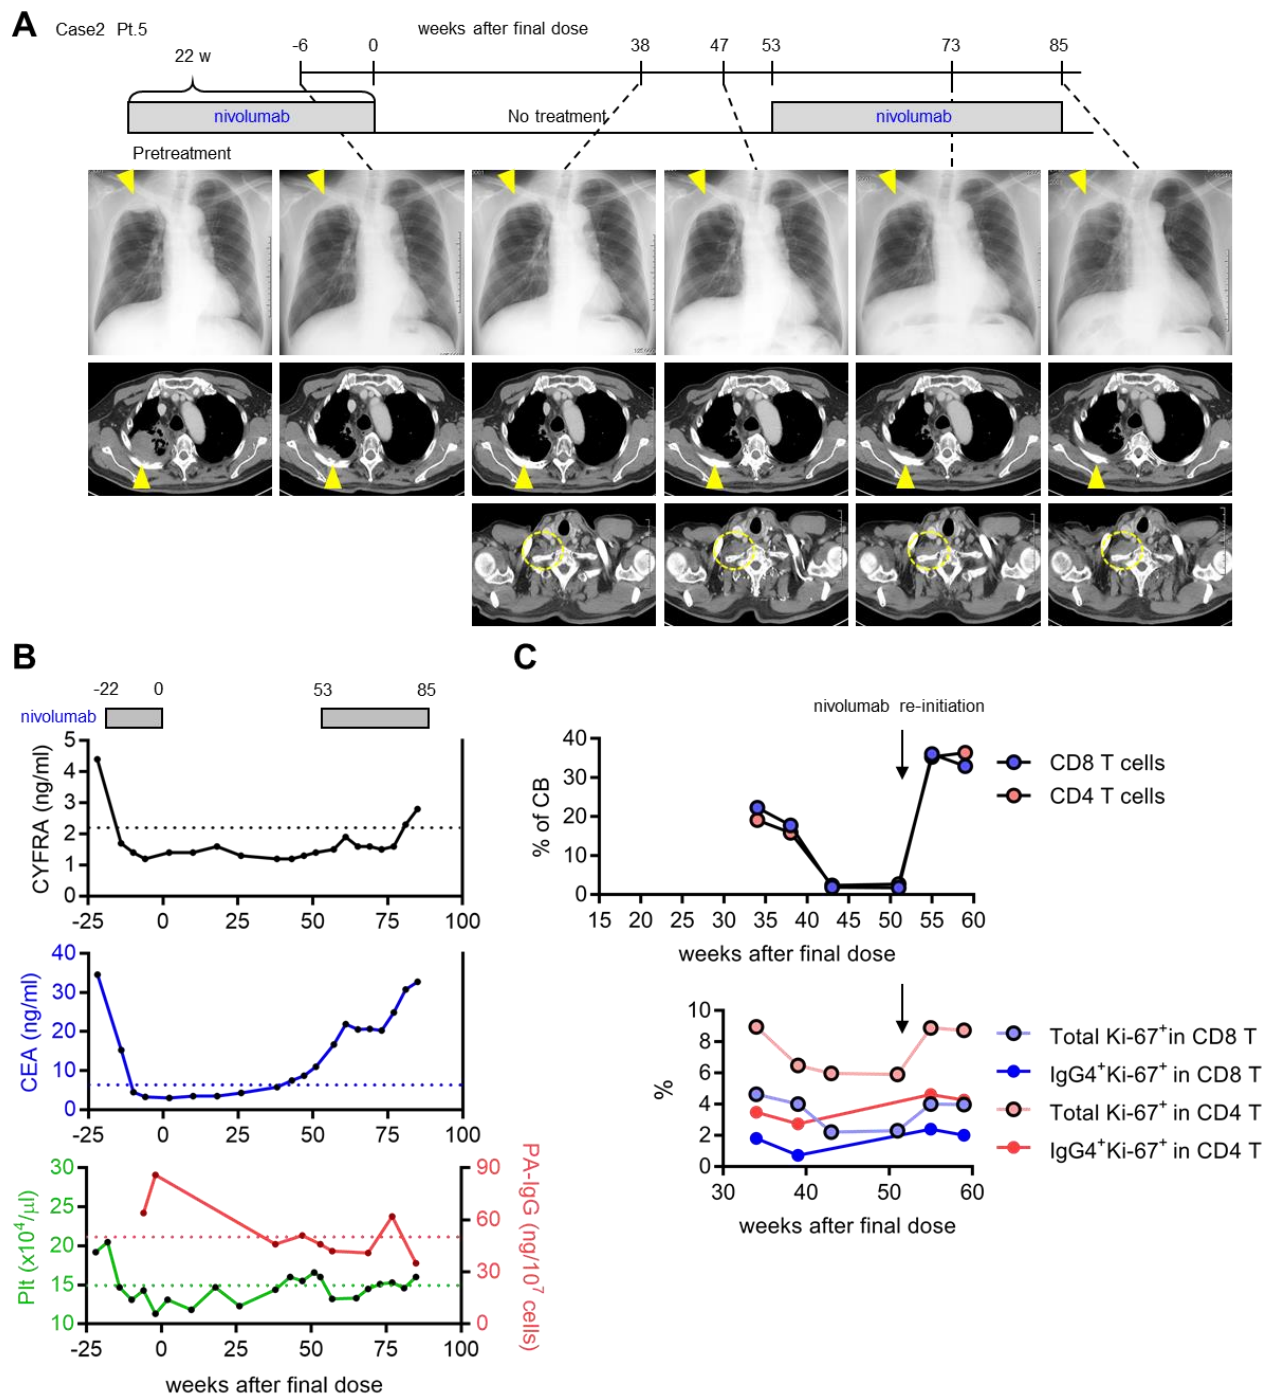 A
Case2 Pt.5
weeks after final dose
-6 0 38 47 53 73 85
22 w
nivolumab No treatment nivolumab
Pretreatment
B
-22 0 53 85
nivolumab
5
4
3
2
1
0
CYFRA (ng/ml)
-25 0 25 50 75 100
40
30
20
10
0
CEA (ng/ml)
-25 0 25 50 75 100
30
25
20
15
10
Plt (x10⁴/µl)
90
60
30
0
PA-IgG (ng/10⁷ cells)
-25 0 25 50 75 100
weeks after final dose
C
nivolumab re-initiation
40
30
20
10
0
% of CB
15 20 25 30 35 40 45 50 55 60
weeks after final dose
CD8 T cells
CD4 T cells
10
8
6
4
2
0
%
30 40 50 60
weeks after final dose
Total Ki-67⁺in CD8 T
IgG4⁺Ki-67⁺ in CD8 T
Total Ki-67⁺ in CD4 T
IgG4⁺Ki-67⁺ in CD4 T